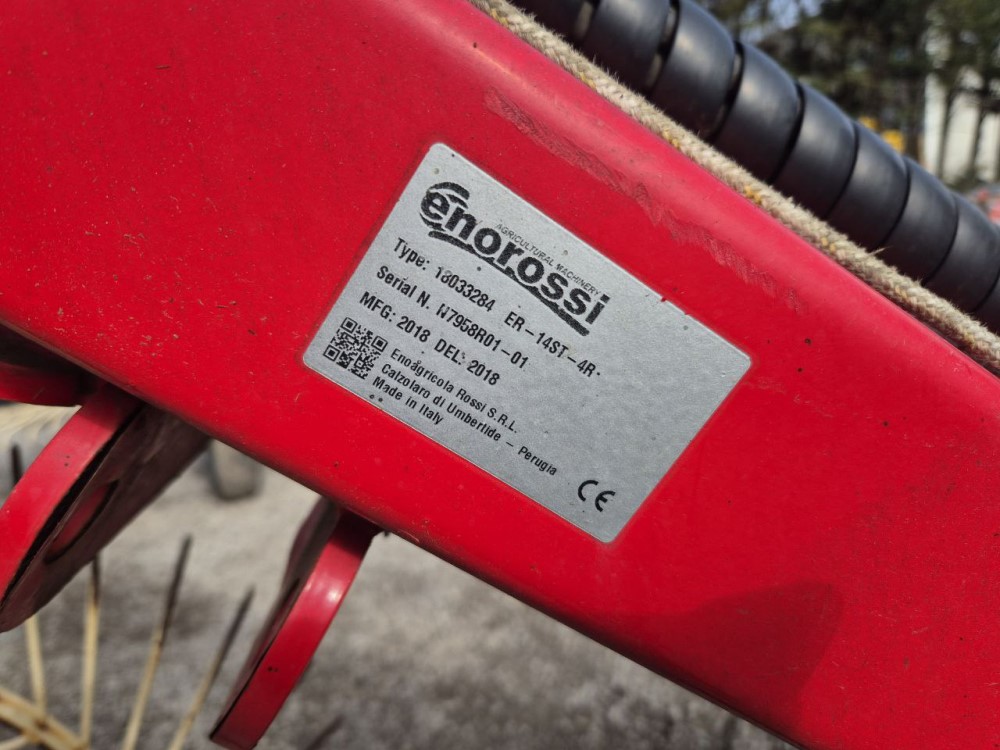 enorossi
AGRICULTURAL MACHINERY
Type: 18033284 ER-14ST-4R
Serial N. N7958R01-01
MFG: 2018 DEL: 2018
Enoagricola Rossi S.R.L.
Calzolaro di Umbertide - Perugia
Made in Italy
CE